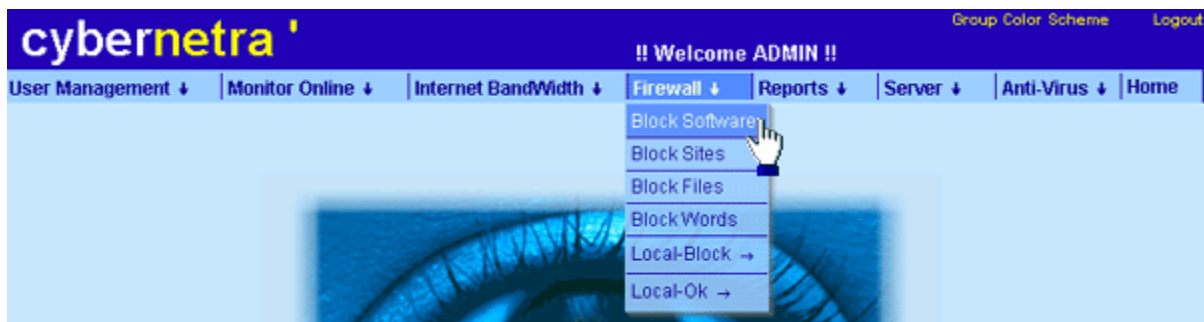 Group Color Scheme Logout
cybernetra '
!! Welcome ADMIN !!
User Management ↓ Monitor Online ↓ Internet BandWidth ↓ Firewall ↓ Reports ↓ Server ↓ Anti-Virus ↓ Home
Block Software
Block Sites
Block Files
Block Words
Local-Block →
Local-Ok →